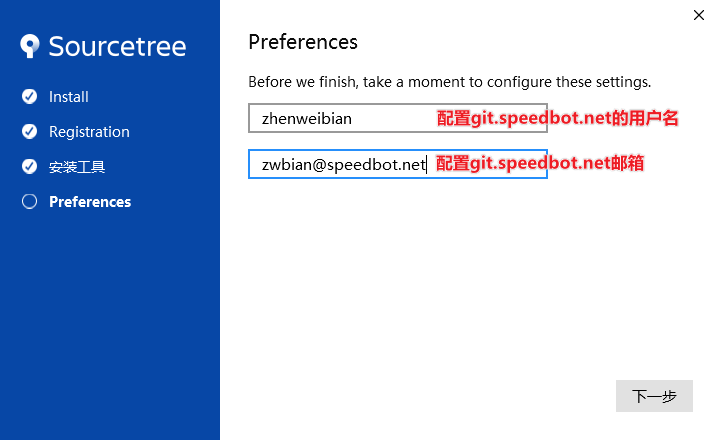 Sourcetree
Install
Registration
安装工具
Preferences
Preferences
Before we finish, take a moment to configure these settings.
zhenweibian 配置git.speedbot.net的用户名
zwbian@speedbot.net 配置git.speedbot.net邮箱
下一步